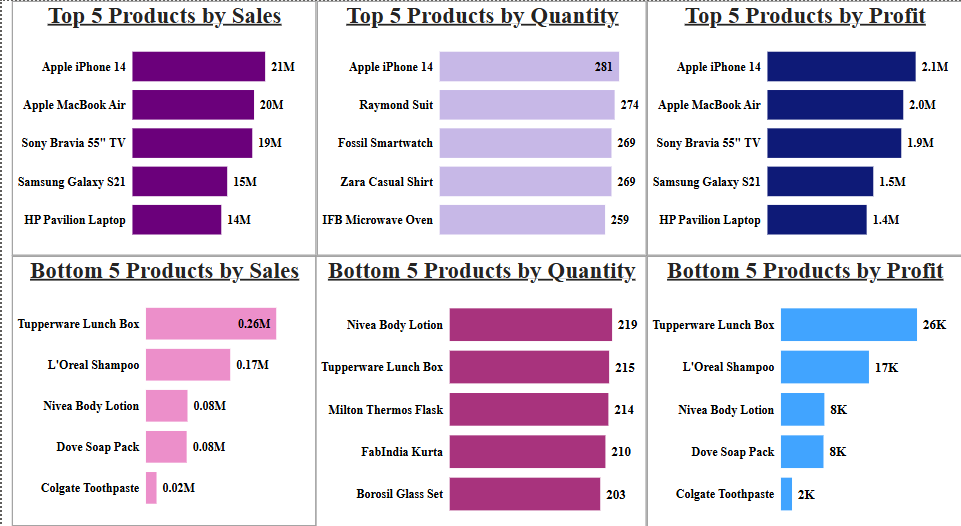 Top 5 Products by Sales
Apple iPhone 14 21M
Apple MacBook Air 20M
Sony Bravia 55" TV 19M
Samsung Galaxy S21 15M
HP Pavilion Laptop 14M
Top 5 Products by Quantity
Apple iPhone 14 281
Raymond Suit 274
Fossil Smartwatch 269
Zara Casual Shirt 269
IFB Microwave Oven 259
Top 5 Products by Profit
Apple iPhone 14 2.1M
Apple MacBook Air 2.0M
Sony Bravia 55" TV 1.9M
Samsung Galaxy S21 1.5M
HP Pavilion Laptop 1.4M
Bottom 5 Products by Sales
Tupperware Lunch Box 0.26M
L'Oreal Shampoo 0.17M
Nivea Body Lotion 0.08M
Dove Soap Pack 0.08M
Colgate Toothpaste 0.02M
Bottom 5 Products by Quantity
Nivea Body Lotion 219
Tupperware Lunch Box 215
Milton Thermos Flask 214
FabIndia Kurta 210
Borosil Glass Set 203
Bottom 5 Products by Profit
Tupperware Lunch Box 26K
L'Oreal Shampoo 17K
Nivea Body Lotion 8K
Dove Soap Pack 8K
Colgate Toothpaste 2K